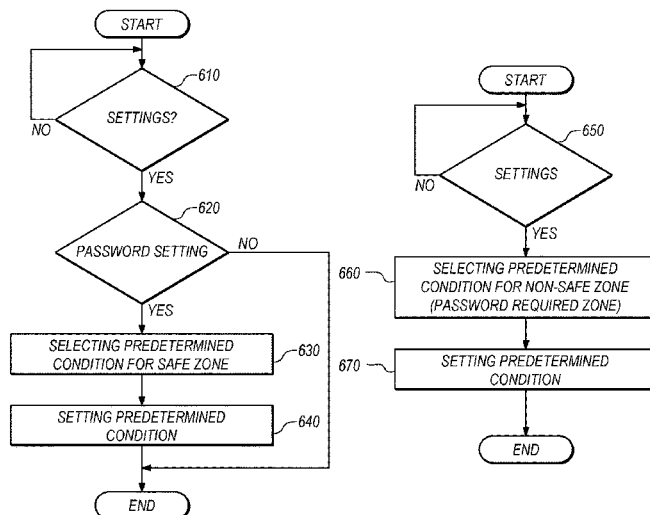 START
610
SETTINGS?
NO
YES
620
PASSWORD SETTING
NO
YES
SELECTING PREDETERMINED
CONDITION FOR SAFE ZONE
630
SETTING PREDETERMINED
CONDITION
640
END
START
650
SETTINGS
NO
YES
660
SELECTING PREDETERMINED
CONDITION FOR NON-SAFE ZONE
(PASSWORD REQUIRED ZONE)
670
SETTING PREDETERMINED
CONDITION
END